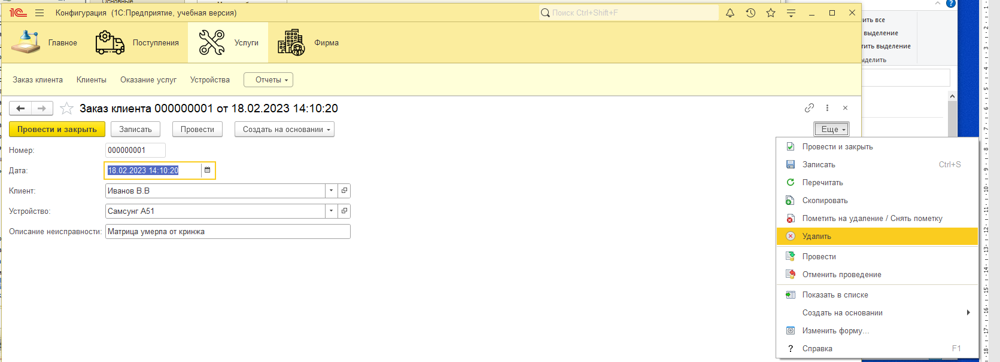 Основные
1С Конфигурация (1С:Предприятие, учебная версия) Поиск Ctrl+Shift+F
ить все
выделение
тить выделение
ыделить
Главное Поступления Услуги Фирма
Заказ клиента Клиенты Оказание услуг Устройства Отчеты
Заказ клиента 000000001 от 18.02.2023 14:10:20
Провести и закрыть Записать Провести Создать на основании Еще
Номер: 000000001
Дата: 18.02.2023 14:10:20
Клиент: Иванов В.В
Устройство: Самсунг А51
Описание неисправности: Матрица умерла от кринжа
Провести и закрыть
Записать Ctrl+S
Перечитать
Скопировать
Пометить на удаление / Снять пометку
Удалить
Провести
Отменить проведение
Показать в списке
Создать на основании
Изменить форму...
? Справка F1